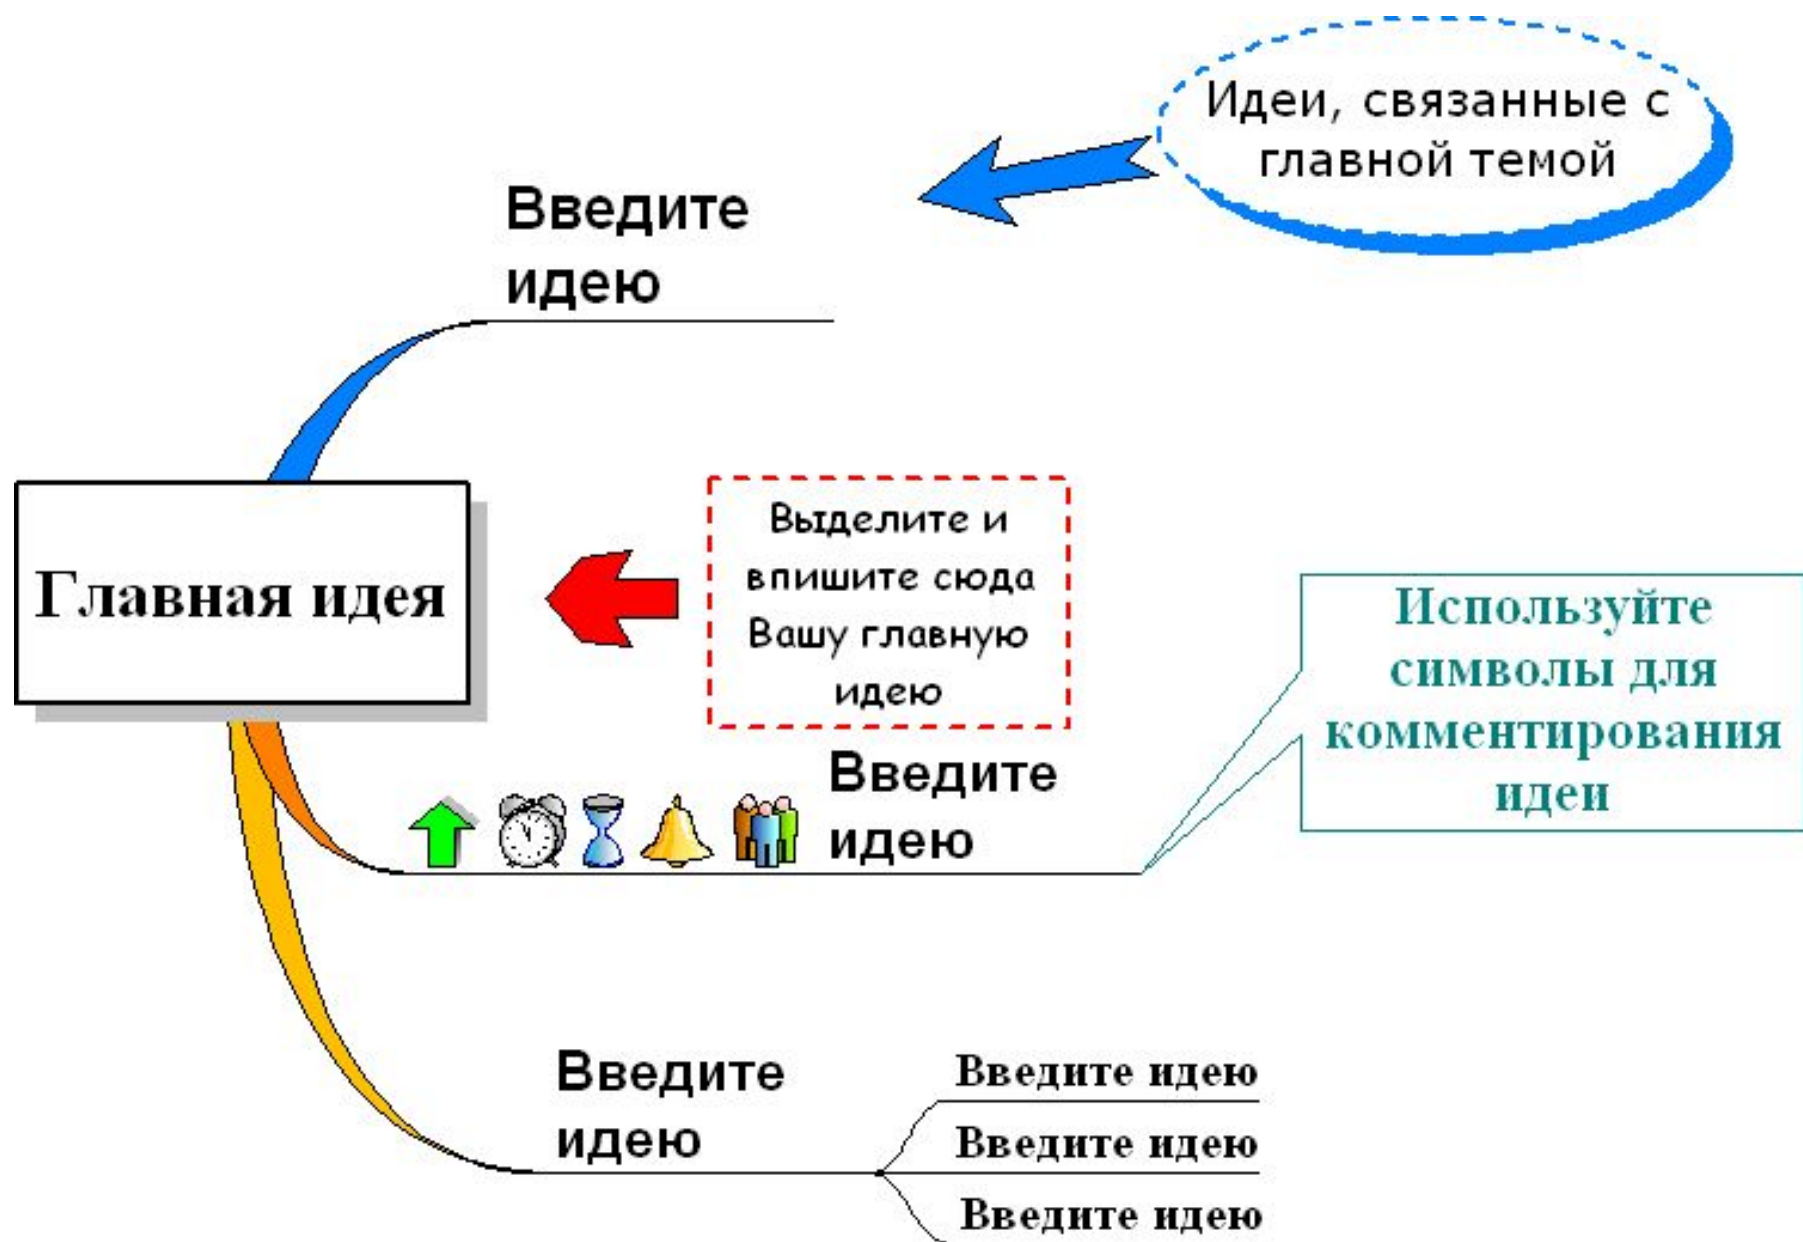 Идеи, связанные с
главной темой
Введите
идею
Главная идея
Выделите и
впишите сюда
Вашу главную
идею
Используйте
символы для
комментирования
идеи
Введите
идею
Введите
идею
Введите идею
Введите идею
Введите идею